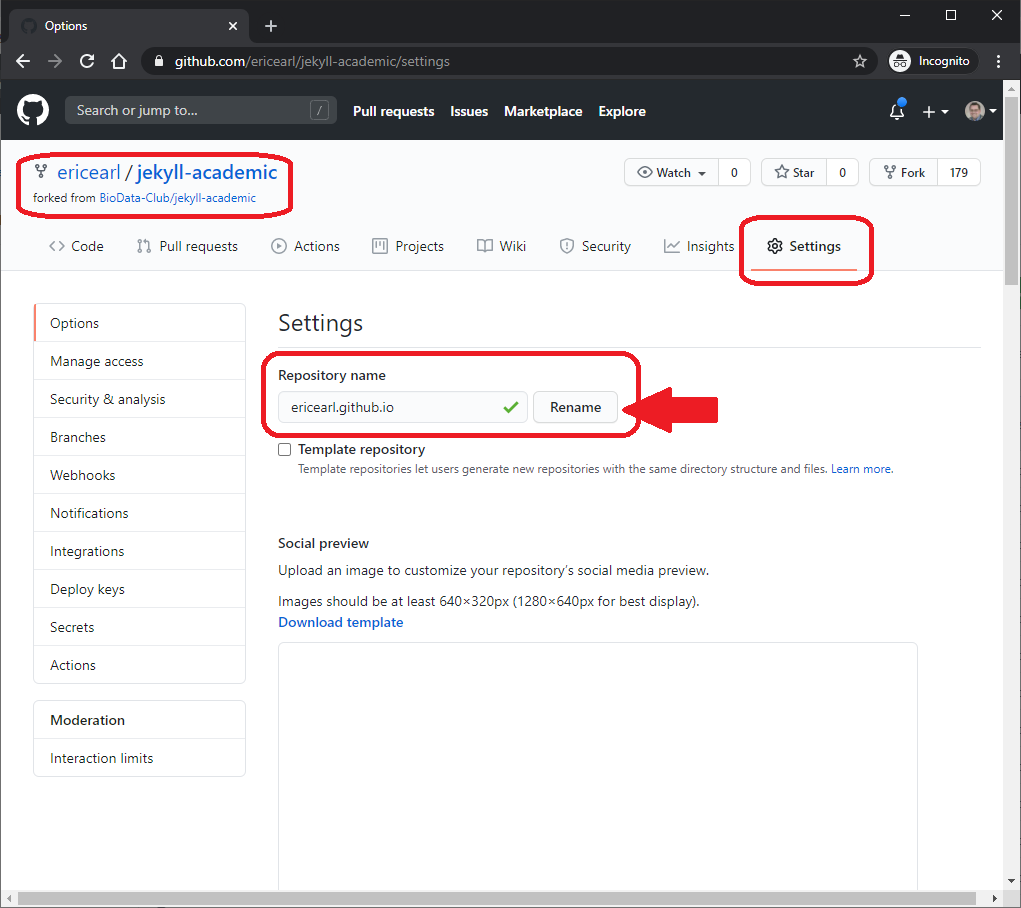 Options
github.com/ericearl/jekyll-academic/settings
Incognito
Search or jump to...
/
Pull requests
Issues
Marketplace
Explore
ericearl / jekyll-academic
forked from BioData-Club/jekyll-academic
Watch 0
Star 0
Fork 179
Code
Pull requests
Actions
Projects
Wiki
Security
Insights
Settings
Options
Manage access
Security & analysis
Branches
Webhooks
Notifications
Integrations
Deploy keys
Secrets
Actions
Moderation
Interaction limits
Settings
Repository name
ericearl.github.io
Rename
Template repository
Template repositories let users generate new repositories with the same directory structure and files. Learn more.
Social preview
Upload an image to customize your repository's social media preview.
Images should be at least 640×320px (1280×640px for best display).
Download template